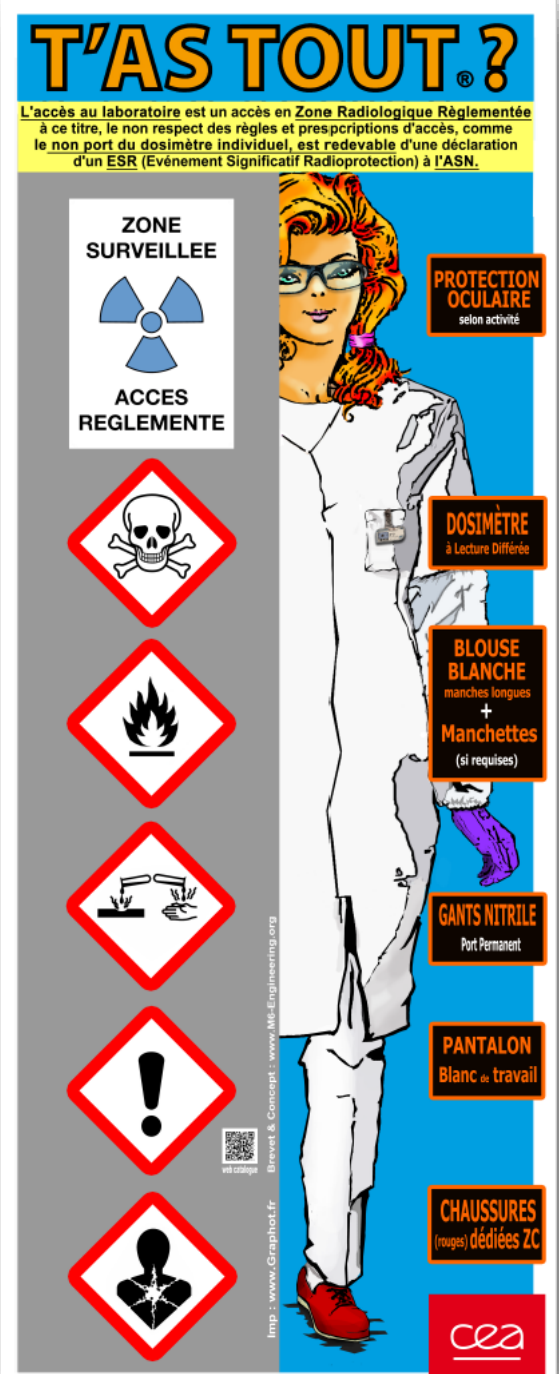 T'AS TOUT ® ?
L'accès au laboratoire est un accès en Zone Radiologique Règlementée
à ce titre, le non respect des règles et prespcriptions d'accès, comme
le non port du dosimètre individuel, est redevable d'une déclaration
d'un ESR (Evénement Significatif Radioprotection) à l'ASN.
ZONE
SURVEILLEE
ACCES
REGLEMENTE
PROTECTION
OCULAIRE
selon activité
DOSIMÈTRE
à Lecture Différée
BLOUSE
BLANCHE
manches longues
+
Manchettes
(si requises)
GANTS NITRILE
Port Permanent
PANTALON
Blanc de travail
CHAUSSURES
(rouges) dédiées ZC
web catalogue
Imp : www.Graphot.fr Brevet & Concept : www.M6-Engineering.org
cea